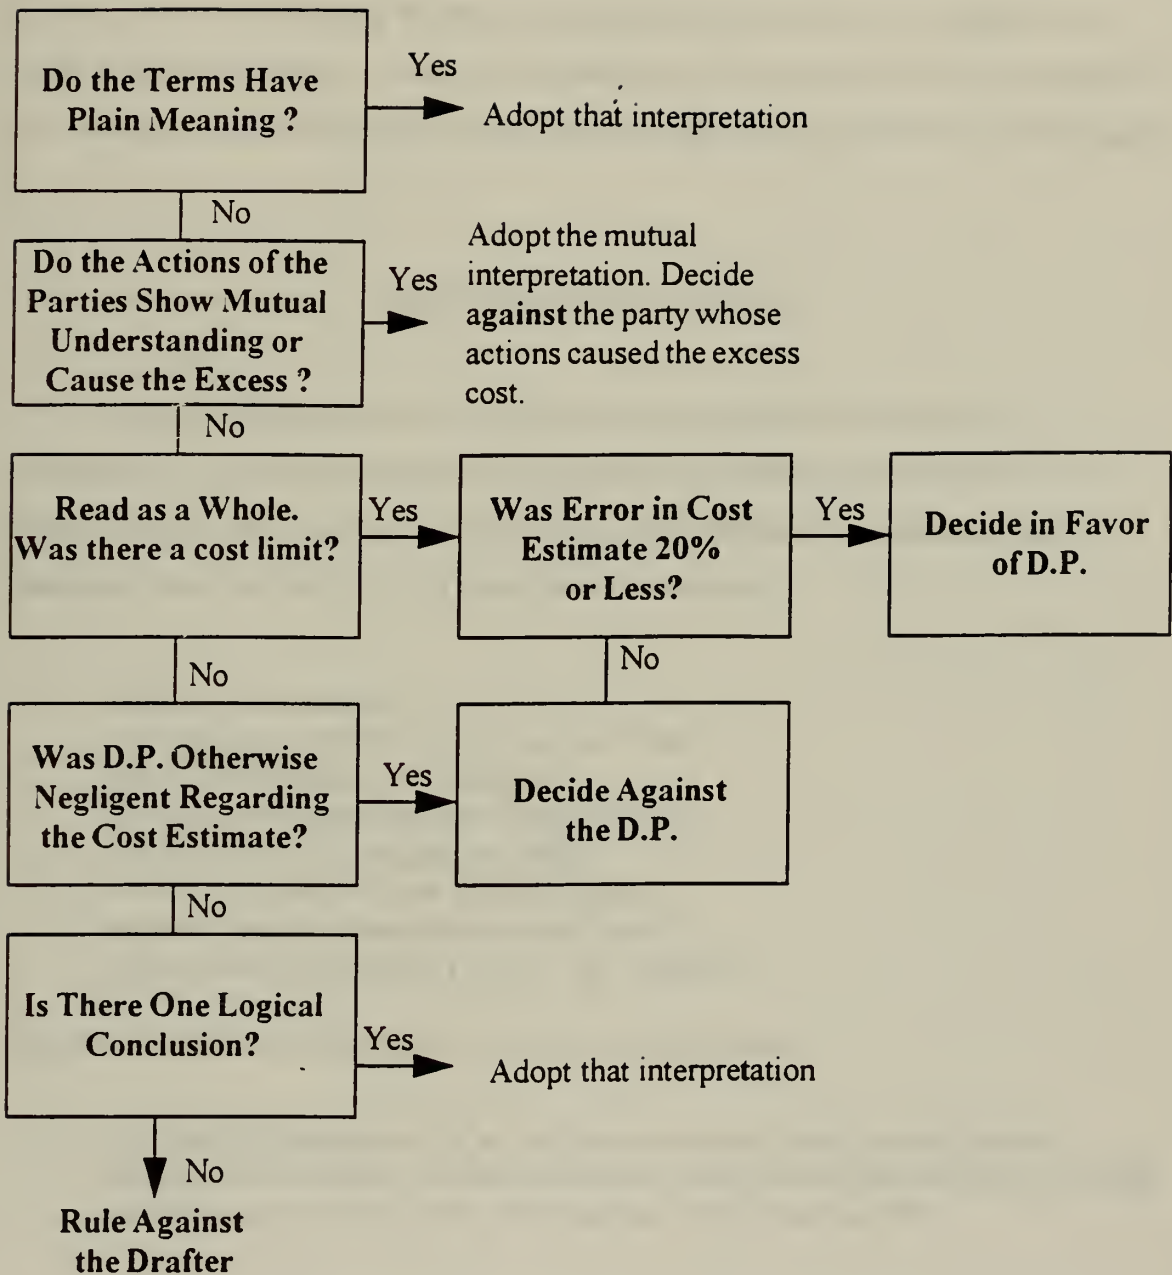 Do the Terms Have
Plain Meaning ?
Yes
Adopt that interpretation
No
Do the Actions of the
Parties Show Mutual
Understanding or
Cause the Excess ?
Yes
Adopt the mutual
interpretation. Decide
against the party whose
actions caused the excess
cost.
No
Read as a Whole.
Was there a cost limit?
Yes
Was Error in Cost
Estimate 20%
or Less?
Yes
Decide in Favor
of D.P.
No
No
Was D.P. Otherwise
Negligent Regarding
the Cost Estimate?
Yes
Decide Against
the D.P.
No
Is There One Logical
Conclusion?
Yes
Adopt that interpretation
No
Rule Against
the Drafter